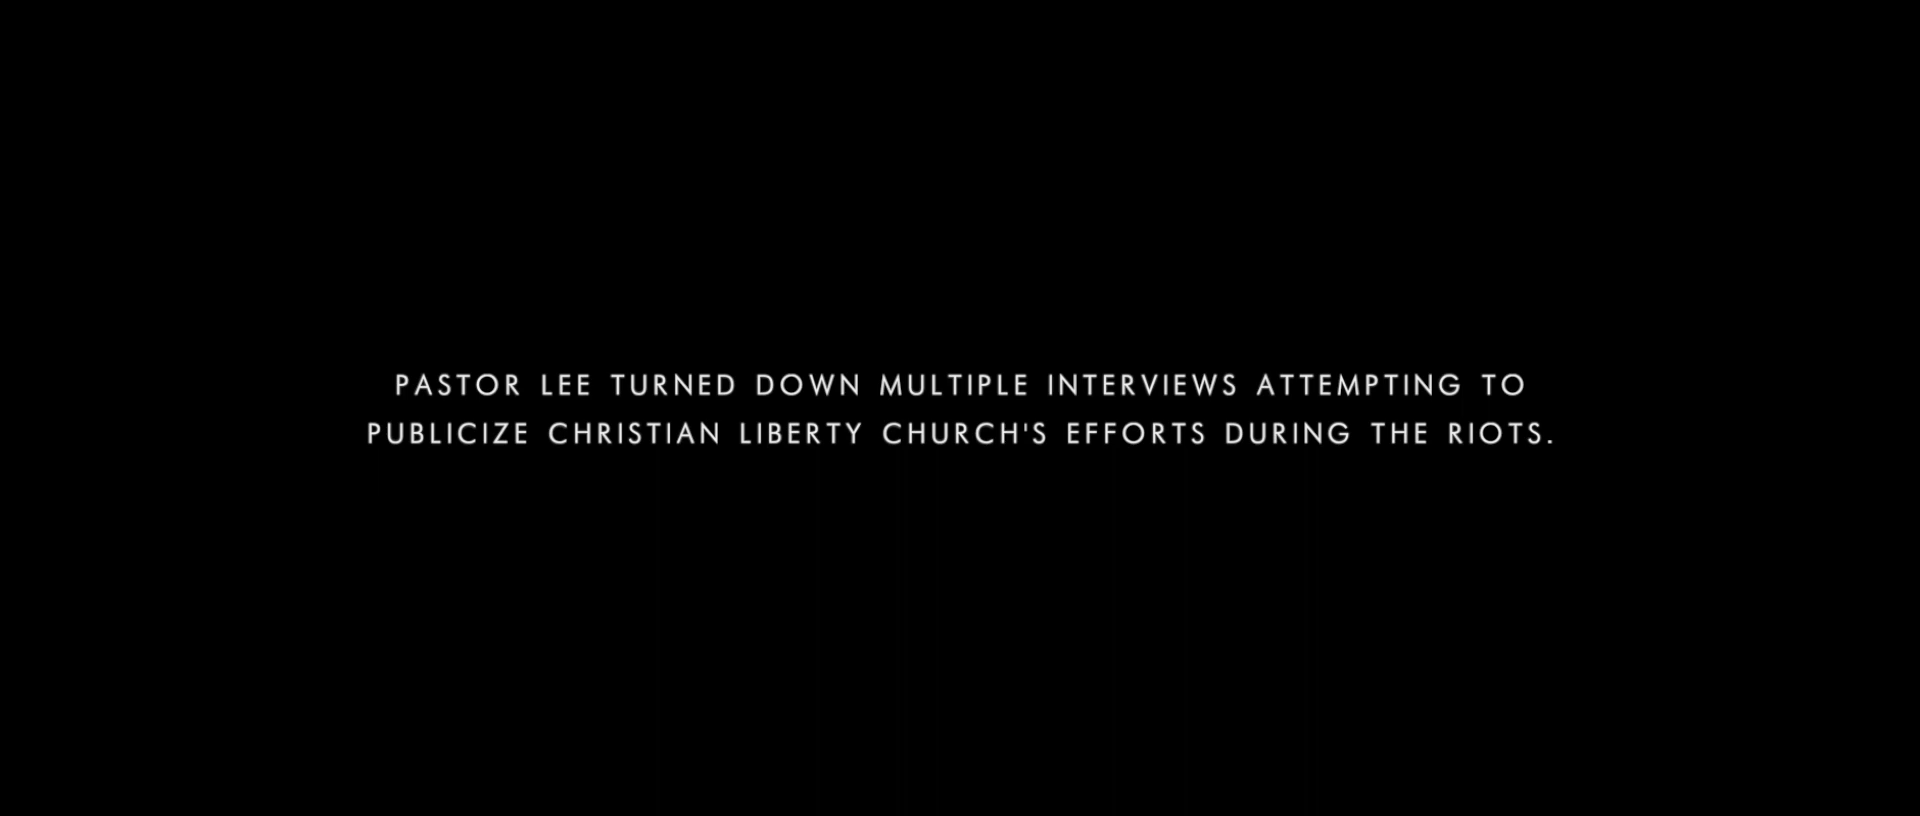 PASTOR LEE TURNED DOWN MULTIPLE INTERVIEWS ATTEMPTING TO
PUBLICIZE CHRISTIAN LIBERTY CHURCH'S EFFORTS DURING THE RIOTS.